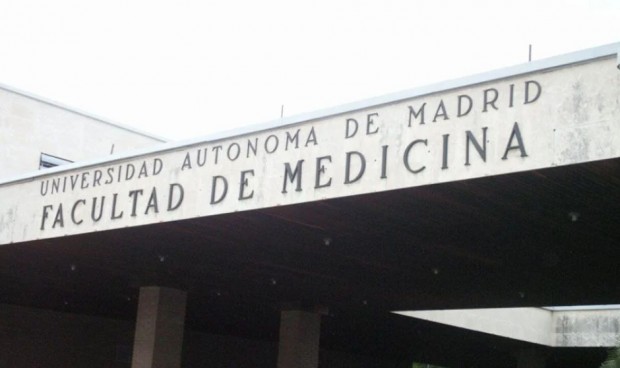 UNIVERSIDAD AUTONOMA DE MADRID
FACULTAD DE MEDICINA